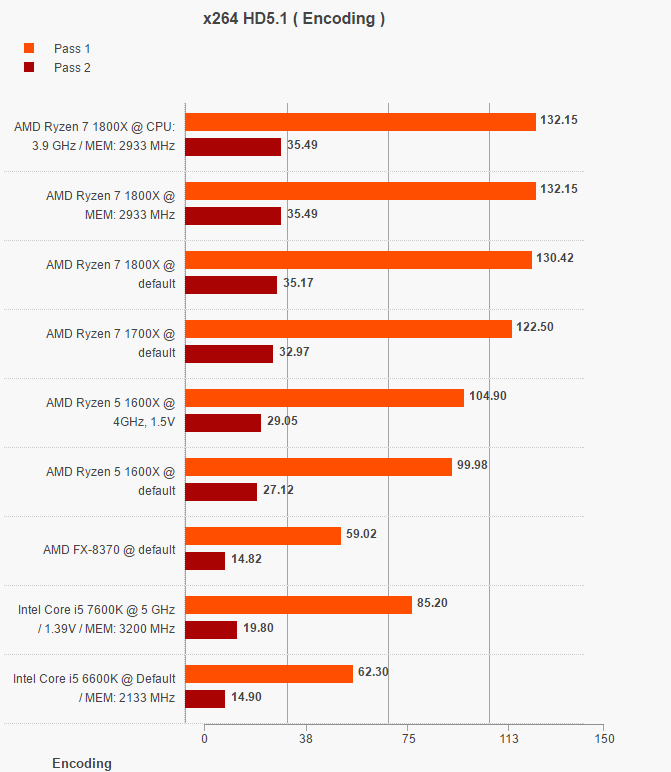 x264 HD5.1 ( Encoding )
Pass 1
Pass 2
AMD Ryzen 7 1800X @ CPU:
3.9 GHz / MEM: 2933 MHz
132.15
35.49
AMD Ryzen 7 1800X @
MEM: 2933 MHz
132.15
35.49
AMD Ryzen 7 1800X @
default
130.42
35.17
AMD Ryzen 7 1700X @
default
122.50
32.97
AMD Ryzen 5 1600X @
4GHz, 1.5V
104.90
29.05
AMD Ryzen 5 1600X @
default
99.98
27.12
AMD FX-8370 @ default
59.02
14.82
Intel Core i5 7600K @ 5 GHz
/ 1.39V / MEM: 3200 MHz
85.20
19.80
Intel Core i5 6600K @ Default
/ MEM: 2133 MHz
62.30
14.90
0 38 75 113 150
Encoding